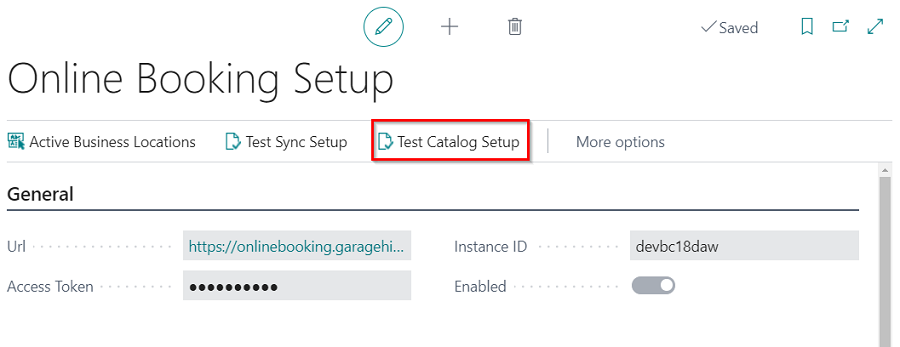 Saved
Online Booking Setup
Active Business Locations Test Sync Setup Test Catalog Setup More options
General
Url https://onlinebooking.garagehi... Instance ID devbc18daw
Access Token ●●●●●●●●●● Enabled